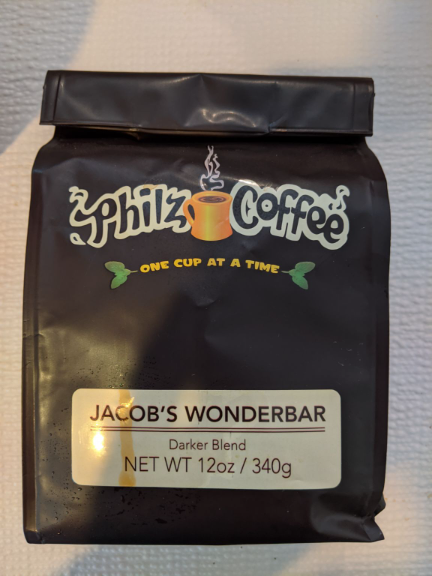 Philz Coffee
ONE CUP AT A TIME
JACOB'S WONDERBAR
Darker Blend
NET WT 12oz / 340g